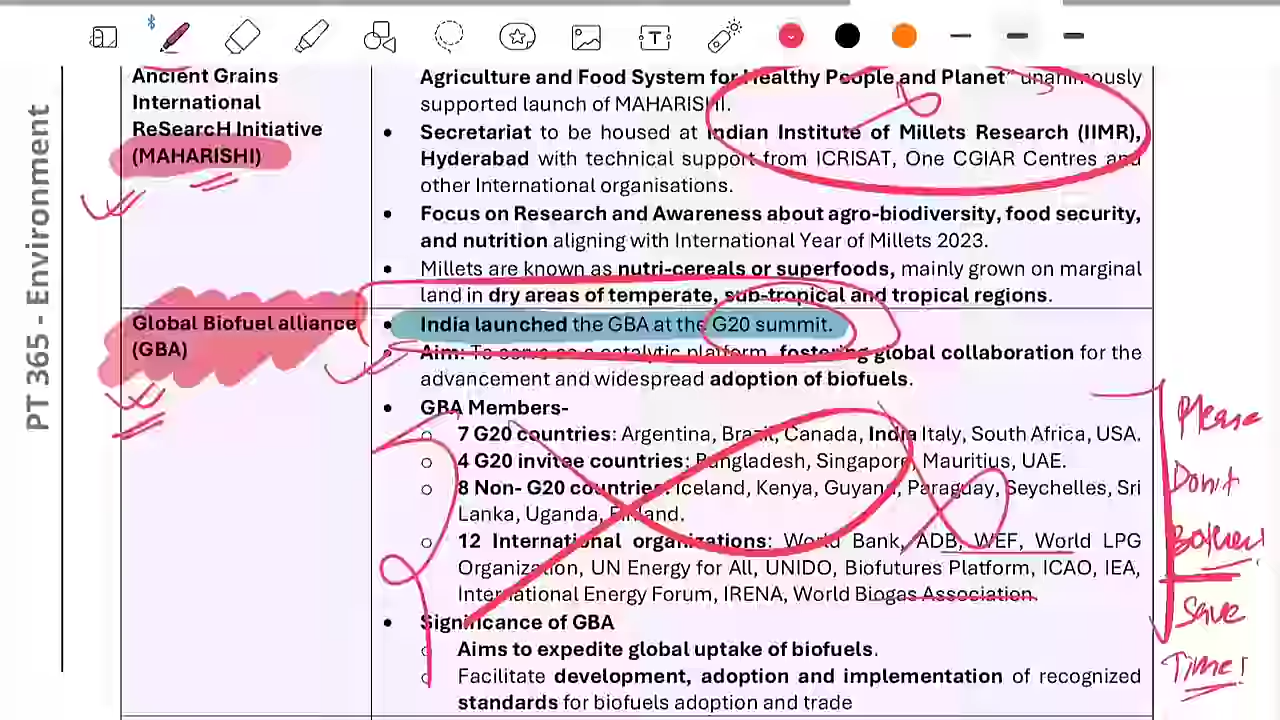 PT 365 - Environment
Ancient Grains
International
ReSearcH Initiative
(MAHARISHI)
Agriculture and Food System for Healthy People and Planet" unanimously
supported launch of MAHARISHI.
• Secretariat to be housed at Indian Institute of Millets Research (IIMR),
Hyderabad with technical support from ICRISAT, One CGIAR Centres and
other International organisations.
• Focus on Research and Awareness about agro-biodiversity, food security,
and nutrition aligning with International Year of Millets 2023.
• Millets are known as nutri-cereals or superfoods, mainly grown on marginal
land in dry areas of temperate, sub-tropical and tropical regions.
Global Biofuel alliance
(GBA)
• India launched the GBA at the G20 summit.
• Aim: To serve as a catalytic platform, fostering global collaboration for the
advancement and widespread adoption of biofuels.
• GBA Members-
o 7 G20 countries: Argentina, Brazil, Canada, India Italy, South Africa, USA.
o 4 G20 invitee countries: Bangladesh, Singapore, Mauritius, UAE.
o 8 Non- G20 countries: Iceland, Kenya, Guyana, Paraguay, Seychelles, Sri
Lanka, Uganda, Finland.
o 12 International organizations: World Bank, ADB, WEF, World LPG
Organization, UN Energy for All, UNIDO, Biofutures Platform, ICAO, IEA,
International Energy Forum, IRENA, World Biogas Association.
• Significance of GBA
o Aims to expedite global uptake of biofuels.
o Facilitate development, adoption and implementation of recognized
standards for biofuels adoption and trade
Please
Don't
Bother!
Save
Time!